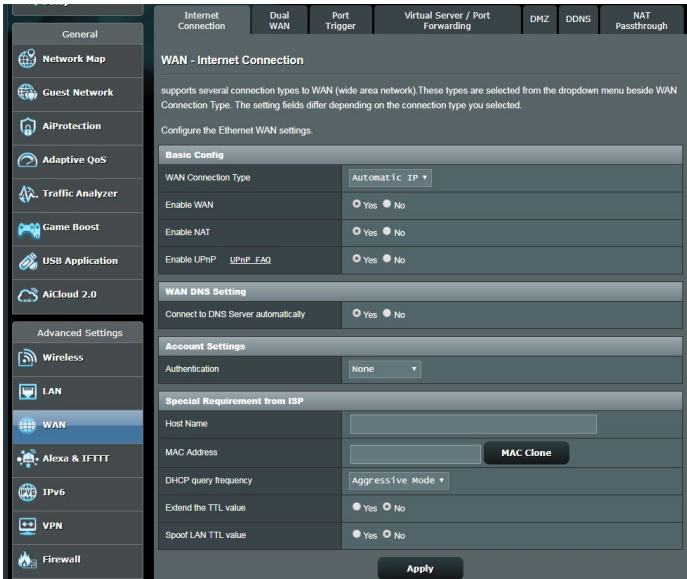 General
Network Map
Guest Network
AiProtection
Adaptive QoS
Traffic Analyzer
Game Boost
USB Application
AiCloud 2.0
Advanced Settings
Wireless
LAN
WAN
Alexa & IFTTT
IPv6
VPN
Firewall
Internet Connection
Dual WAN
Port Trigger
Virtual Server / Port Forwarding
DMZ
DDNS
NAT Passthrough
WAN - Internet Connection
supports several connection types to WAN (wide area network).These types are selected from the dropdown menu beside WAN
Connection Type. The setting fields differ depending on the connection type you selected.
Configure the Ethernet WAN settings.
Basic Config
WAN Connection Type Automatic IP
Enable WAN Yes No
Enable NAT Yes No
Enable UPnP UPnP FAQ Yes No
WAN DNS Setting
Connect to DNS Server automatically Yes No
Account Settings
Authentication None
Special Requirement from ISP
Host Name
MAC Address MAC Clone
DHCP query frequency Aggressive Mode
Extend the TTL value Yes No
Spoof LAN TTL value Yes No
Apply